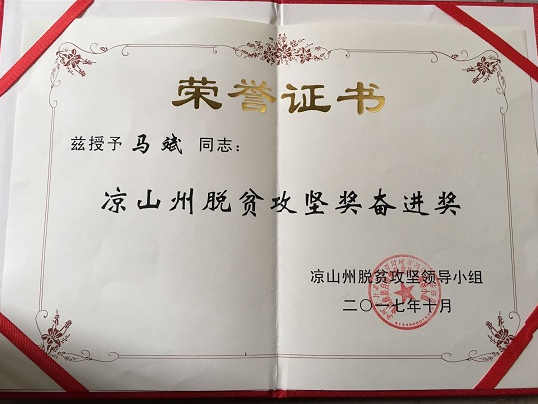 荣誉证书
兹授予 马斌 同志：
凉山州脱贫攻坚奖奋进奖
凉山州脱贫攻坚领导小组
二〇一七年十月